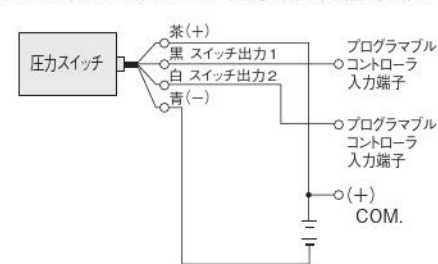 圧力スイッチ
茶(+)
黒 スイッチ出力1
白 スイッチ出力2
青(−)
プログラマブル
コントローラ
入力端子
プログラマブル
コントローラ
入力端子
(+)
COM.